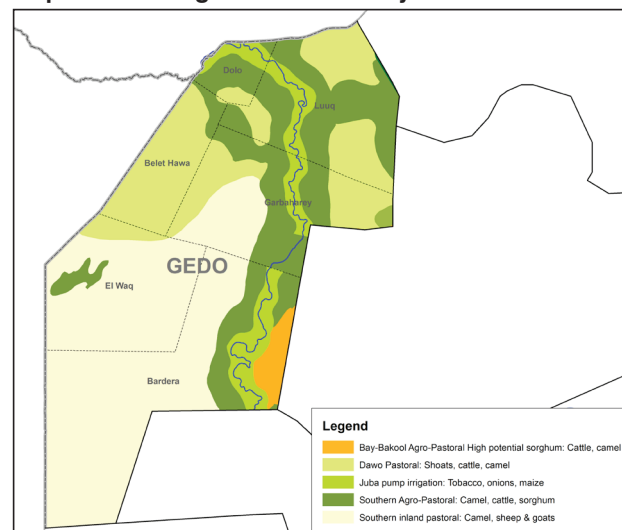 Dolo
Luuq
Belet Hawa
Garbaharey
GEDO
El Waq
Bardera
Legend
Bay-Bakool Agro-Pastoral High potential sorghum: Cattle, camel
Dawo Pastoral: Shoats, cattle, camel
Juba pump irrigation: Tobacco, onions, maize
Southern Agro-Pastoral: Camel, cattle, sorghum
Southern inland pastoral: Camel, sheep & goats